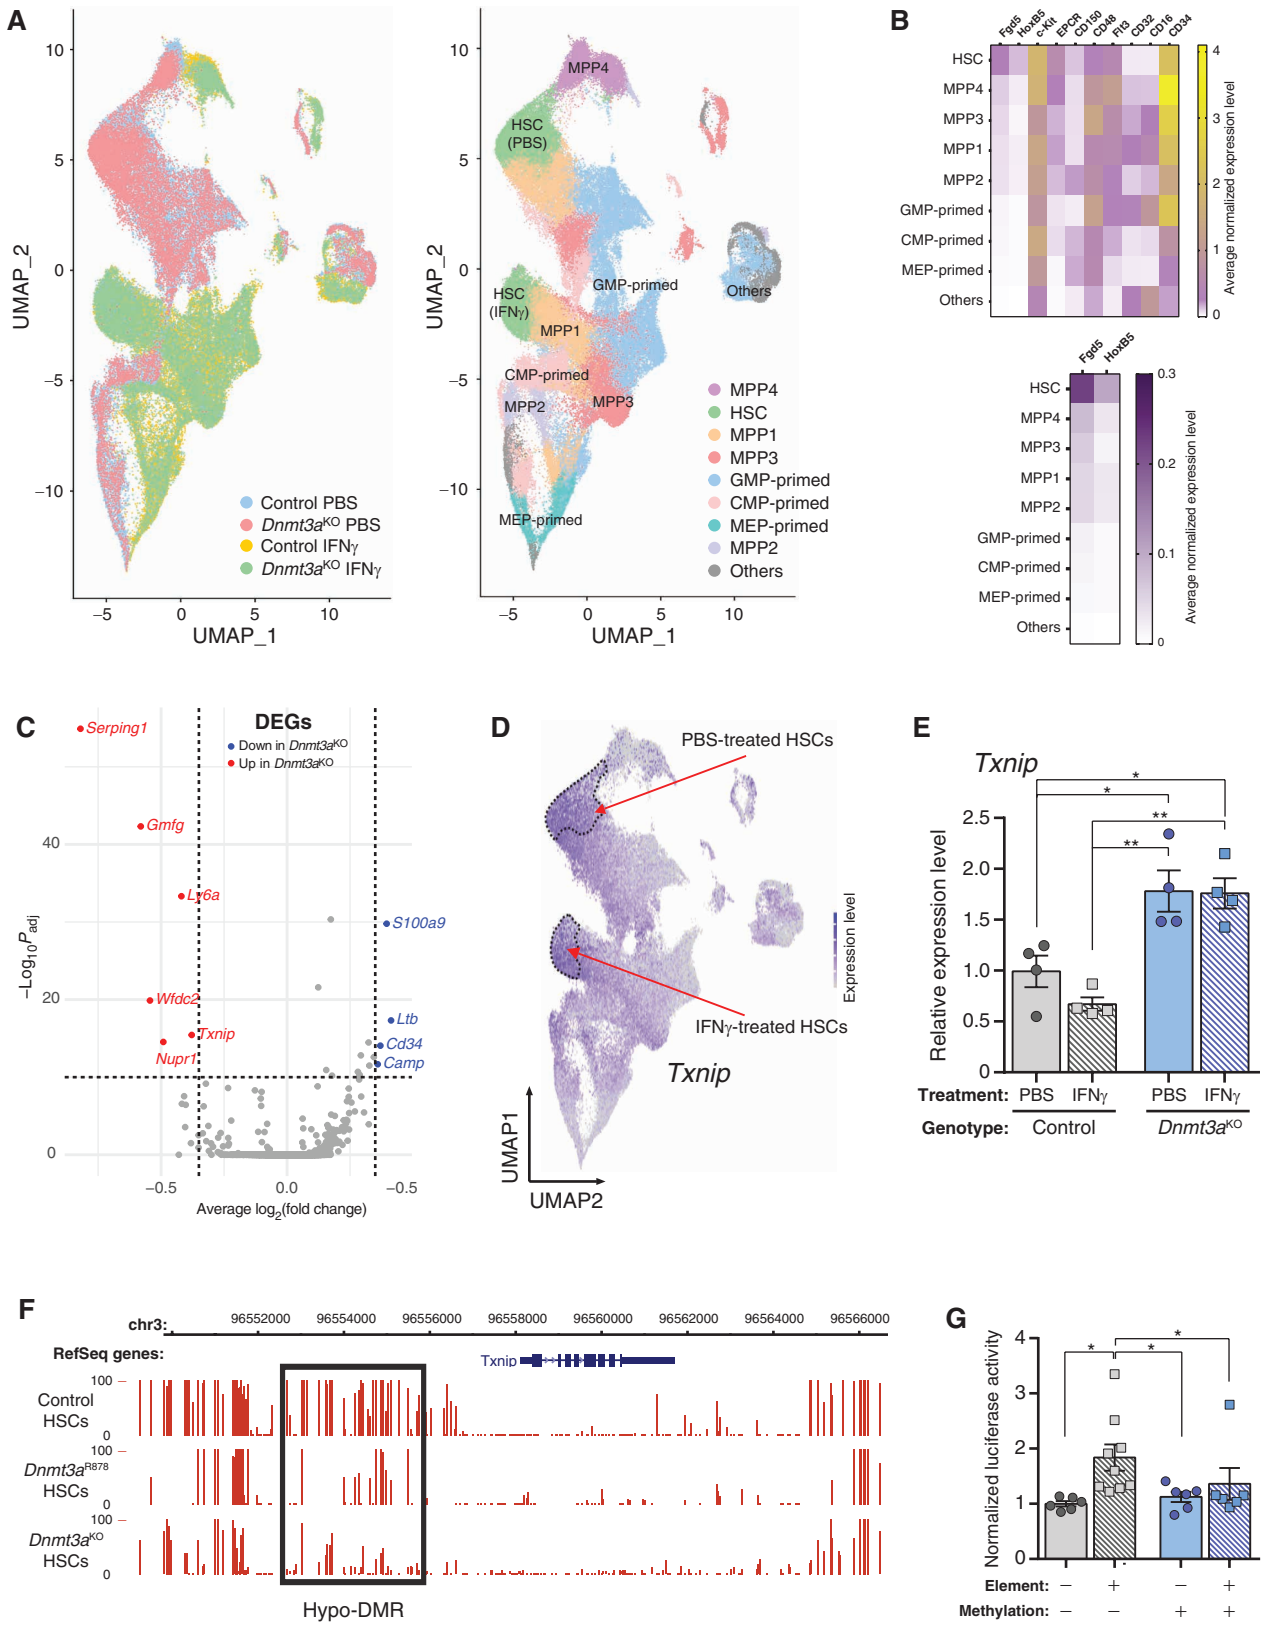 A
UMAP_2
10
5
0
−5
−10
Control PBS
Dnmt3aKO PBS
Control IFNγ
Dnmt3aKO IFNγ
−5
0
5
10
UMAP_1
UMAP_2
10
5
0
−5
−10
MPP4
HSC
(PBS)
GMP-primed
Others
HSC
(IFNγ)
MPP1
CMP-primed
MPP2
MPP3
MEP-primed
MPP4
HSC
MPP1
MPP3
GMP-primed
CMP-primed
MEP-primed
MPP2
Others
−5
0
5
10
UMAP_1
B
Fgd5
HoxB5
c-Kit
EPCR
CD150
CD48
Flt3
CD32
CD16
CD34
HSC
MPP4
MPP3
MPP1
MPP2
GMP-primed
CMP-primed
MEP-primed
Others
4
3
2
1
0
Average normalized expression level
Fgd5
HoxB5
HSC
MPP4
MPP3
MPP1
MPP2
GMP-primed
CMP-primed
MEP-primed
Others
0.3
0.2
0.1
0
Average normalized expression level
C
DEGs
Down in Dnmt3aKO
Up in Dnmt3aKO
Serping1
Gmfg
Ly6a
S100a9
Wfdc2
Txnip
Nupr1
Ltb
Cd34
Camp
−Log10Padj
40
20
0
−0.5
0.0
−0.5
Average log2(fold change)
D
PBS-treated HSCs
IFNγ-treated HSCs
Txnip
Expression level
UMAP1
UMAP2
E
Txnip
*
*
**
**
Relative expression level
2.5
2.0
1.5
1.0
0.5
0
Treatment: PBS IFNγ PBS IFNγ
Genotype: Control Dnmt3aKO
F
chr3: 96552000 96554000 96556000 96558000 96560000 96562000 96564000 96566000
RefSeq genes: Txnip
100
Control
HSCs
0
100
Dnmt3aR878
HSCs
0
100
Dnmt3aKO
HSCs
0
Hypo-DMR
G
Normalized luciferase activity
4
3
2
1
0
*
*
*
Element: − + − +
Methylation: − − + +